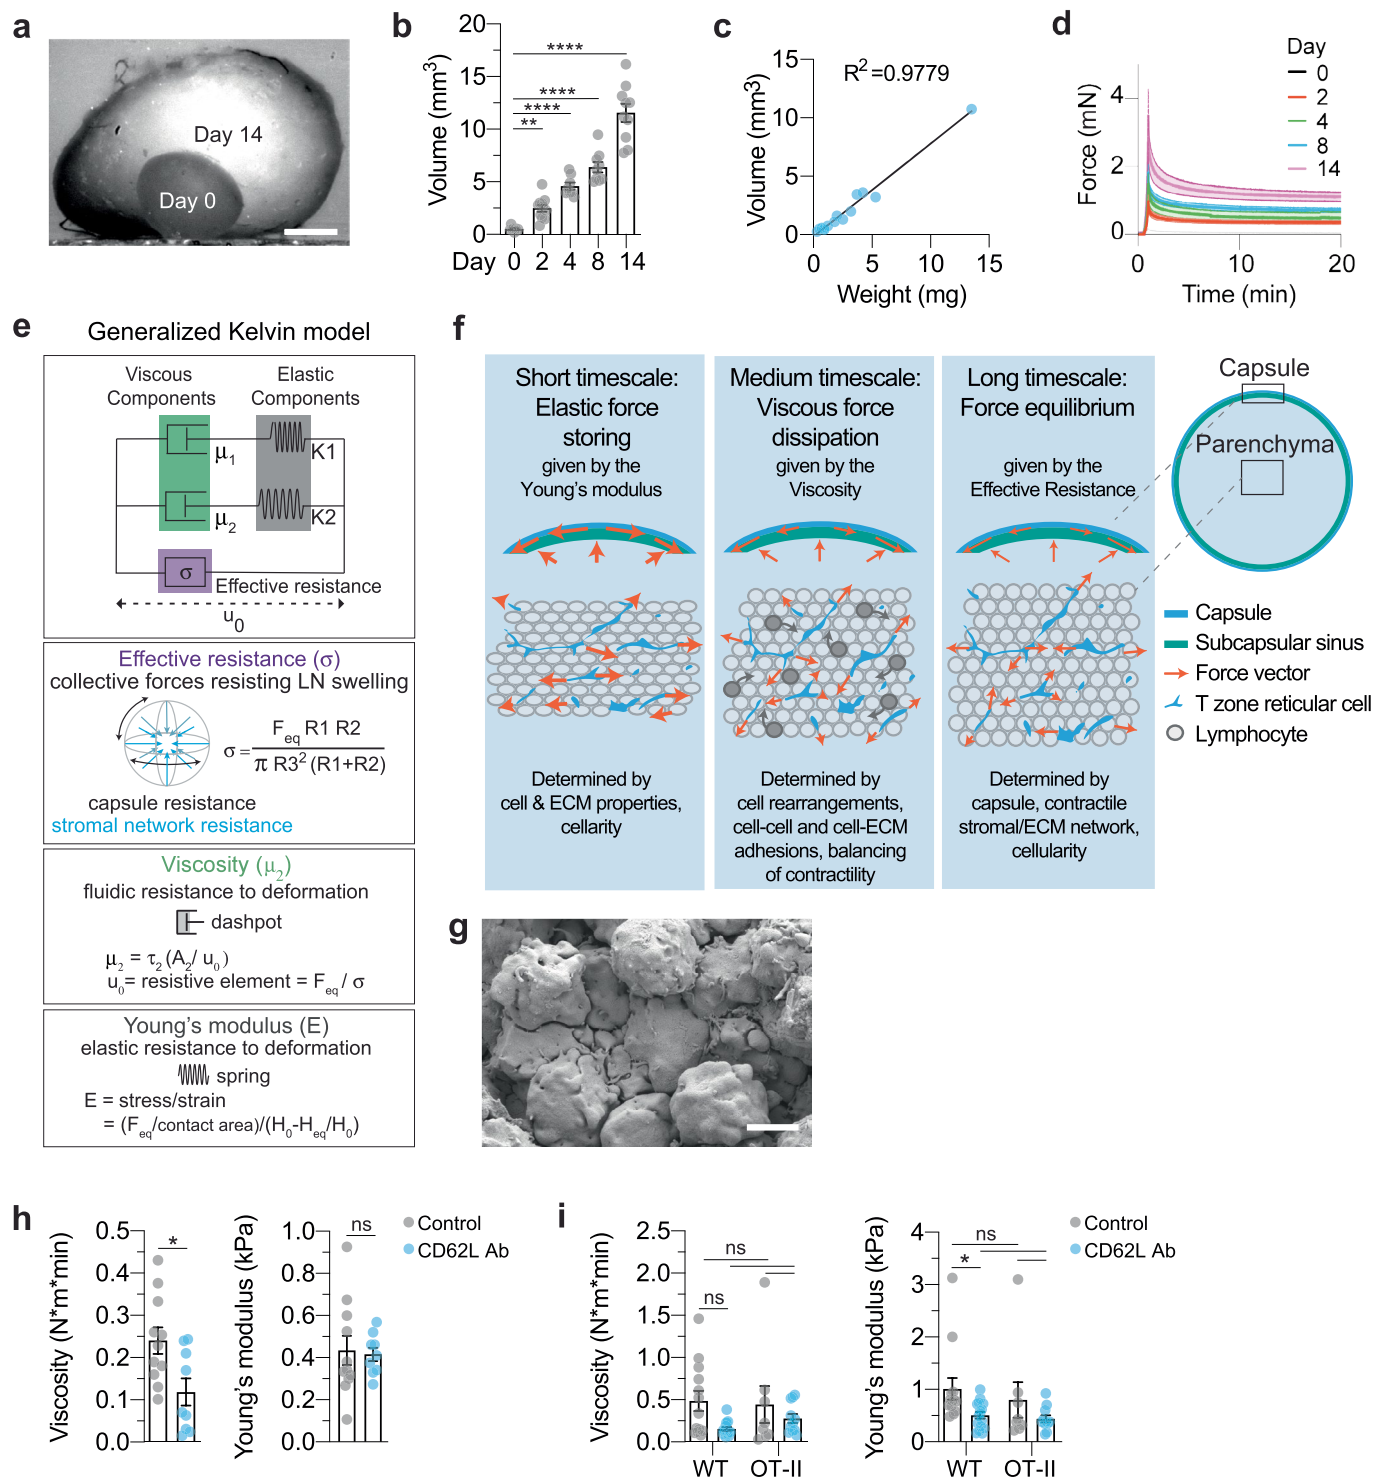 a
Day 14
Day 0
b
Volume (mm3)
20
15
10
5
0
****
****
****
**
Day 0 2 4 8 14
c
Volume (mm3)
15
10
5
0
R2=0.9779
0 5 10 15
Weight (mg)
d
Force (mN)
4
2
0
Day
0
2
4
8
14
0 10 20
Time (min)
e
Generalized Kelvin model
Viscous Components
Elastic Components
μ1
K1
μ2
K2
σ
Effective resistance
u0
Effective resistance (σ)
collective forces resisting LN swelling
σ = Feq R1 R2 / π R3² (R1+R2)
capsule resistance
stromal network resistance
Viscosity (μ2)
fluidic resistance to deformation
dashpot
μ2 = τ2 (A2/ u0)
u0= resistive element = Feq / σ
Young's modulus (E)
elastic resistance to deformation
spring
E = stress/strain
= (Feq/contact area)/(H0-Heq/H0)
f
Short timescale:
Elastic force
storing
given by the
Young's modulus
Determined by
cell & ECM properties,
cellarity
Medium timescale:
Viscous force
dissipation
given by the
Viscosity
Determined by
cell rearrangements,
cell-cell and cell-ECM
adhesions, balancing
of contractility
Long timescale:
Force equilibrium
given by the
Effective Resistance
Determined by
capsule, contractile
stromal/ECM network,
cellularity
Capsule
Parenchyma
Capsule
Subcapsular sinus
Force vector
T zone reticular cell
Lymphocyte
g
h
Viscosity (N*m*min)
0.5
0.4
0.3
0.2
0.1
0.0
*
Young's modulus (kPa)
1.0
0.8
0.6
0.4
0.2
0.0
ns
Control
CD62L Ab
i
Viscosity (N*m*min)
2.5
2.0
1.5
1.0
0.5
0.0
ns
ns
WT OT-II
Young's modulus (kPa)
4
3
2
1
0
ns
*
WT OT-II
Control
CD62L Ab